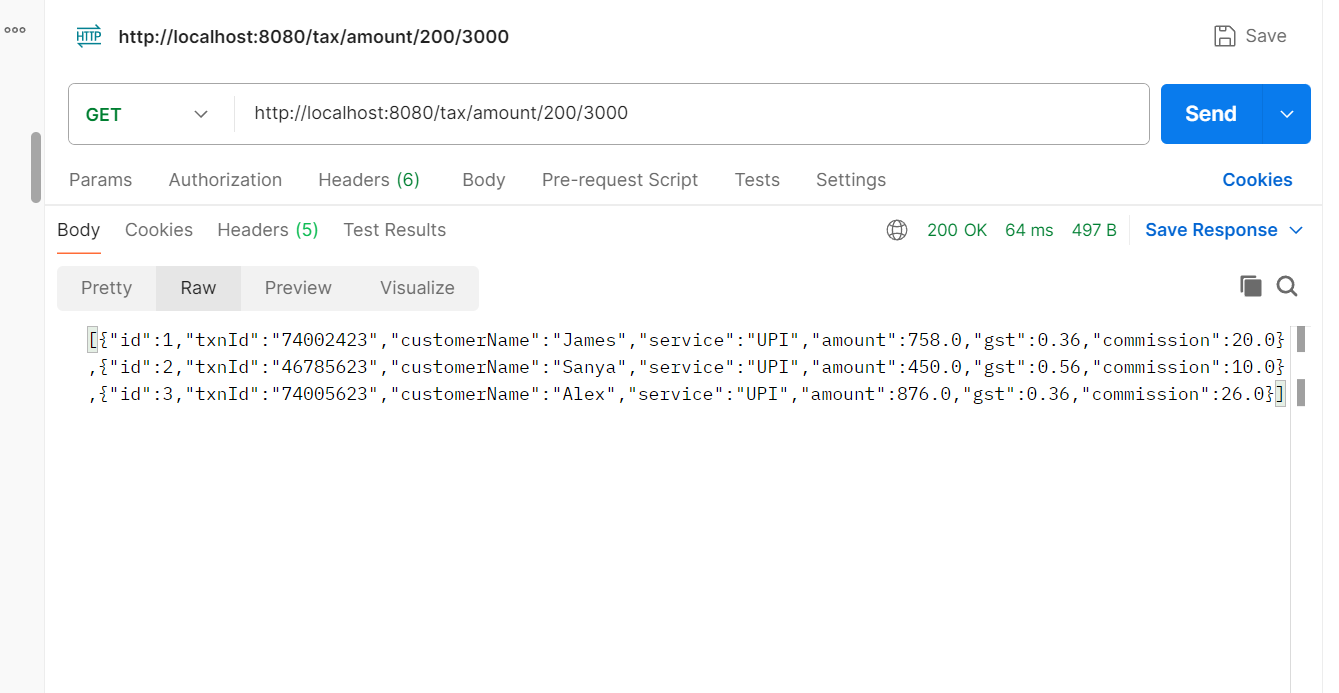 HTTP http://localhost:8080/tax/amount/200/3000 Save
GET http://localhost:8080/tax/amount/200/3000 Send
Params Authorization Headers (6) Body Pre-request Script Tests Settings Cookies
Body Cookies Headers (5) Test Results 200 OK 64 ms 497 B Save Response
Pretty Raw Preview Visualize
[{"id":1,"txnId":"74002423","customerName":"James","service":"UPI","amount":758.0,"gst":0.36,"commission":20.0}
,{"id":2,"txnId":"46785623","customerName":"Sanya","service":"UPI","amount":450.0,"gst":0.56,"commission":10.0}
,{"id":3,"txnId":"74005623","customerName":"Alex","service":"UPI","amount":876.0,"gst":0.36,"commission":26.0}]